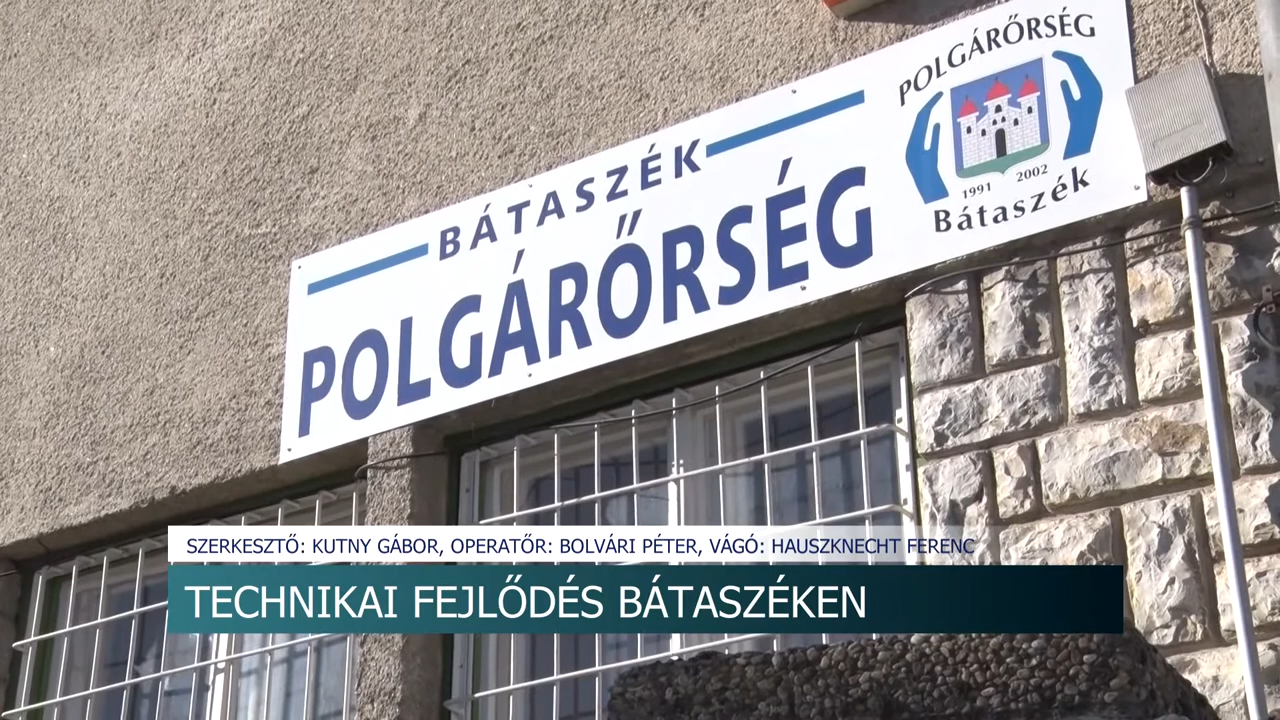 BÁTASZÉK
POLGÁRŐRSÉG
POLGÁRŐRSÉG
1991 2002
Bátaszék
SZERKESZTŐ: KUTNY GÁBOR, OPERATŐR: BOLVÁRI PÉTER, VÁGÓ: HAUSZKNECHT FERENC
TECHNIKAI FEJLŐDÉS BÁTASZÉKEN